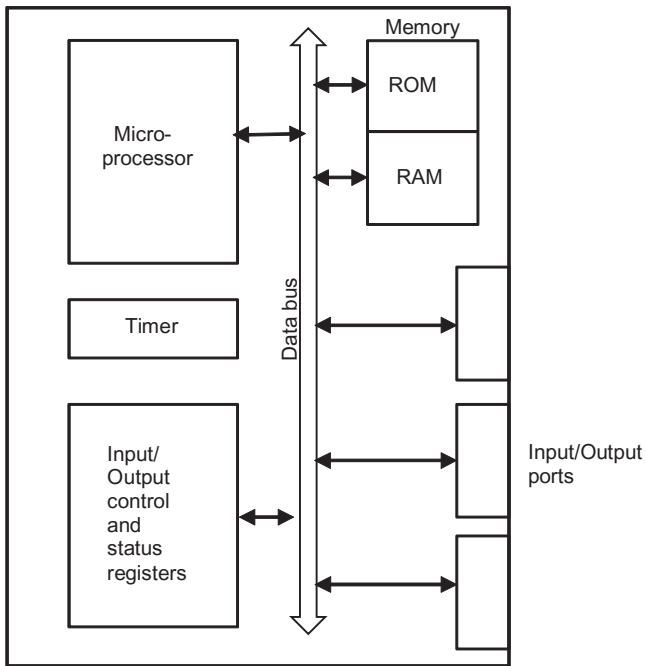 Memory
ROM
Micro-
processor
RAM
Data bus
Timer
Input/
Output
control
and
status
registers
Input/Output
ports